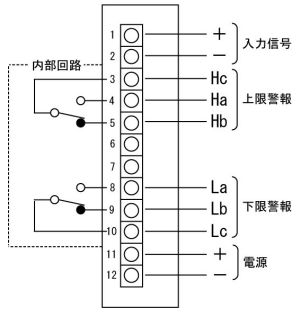 1 + 入力信号
2 −
内部回路
3 Hc
4 Ha 上限警報
5 Hb
6
7
8 La
9 Lb 下限警報
10 Lc
11 + 電源
12 −